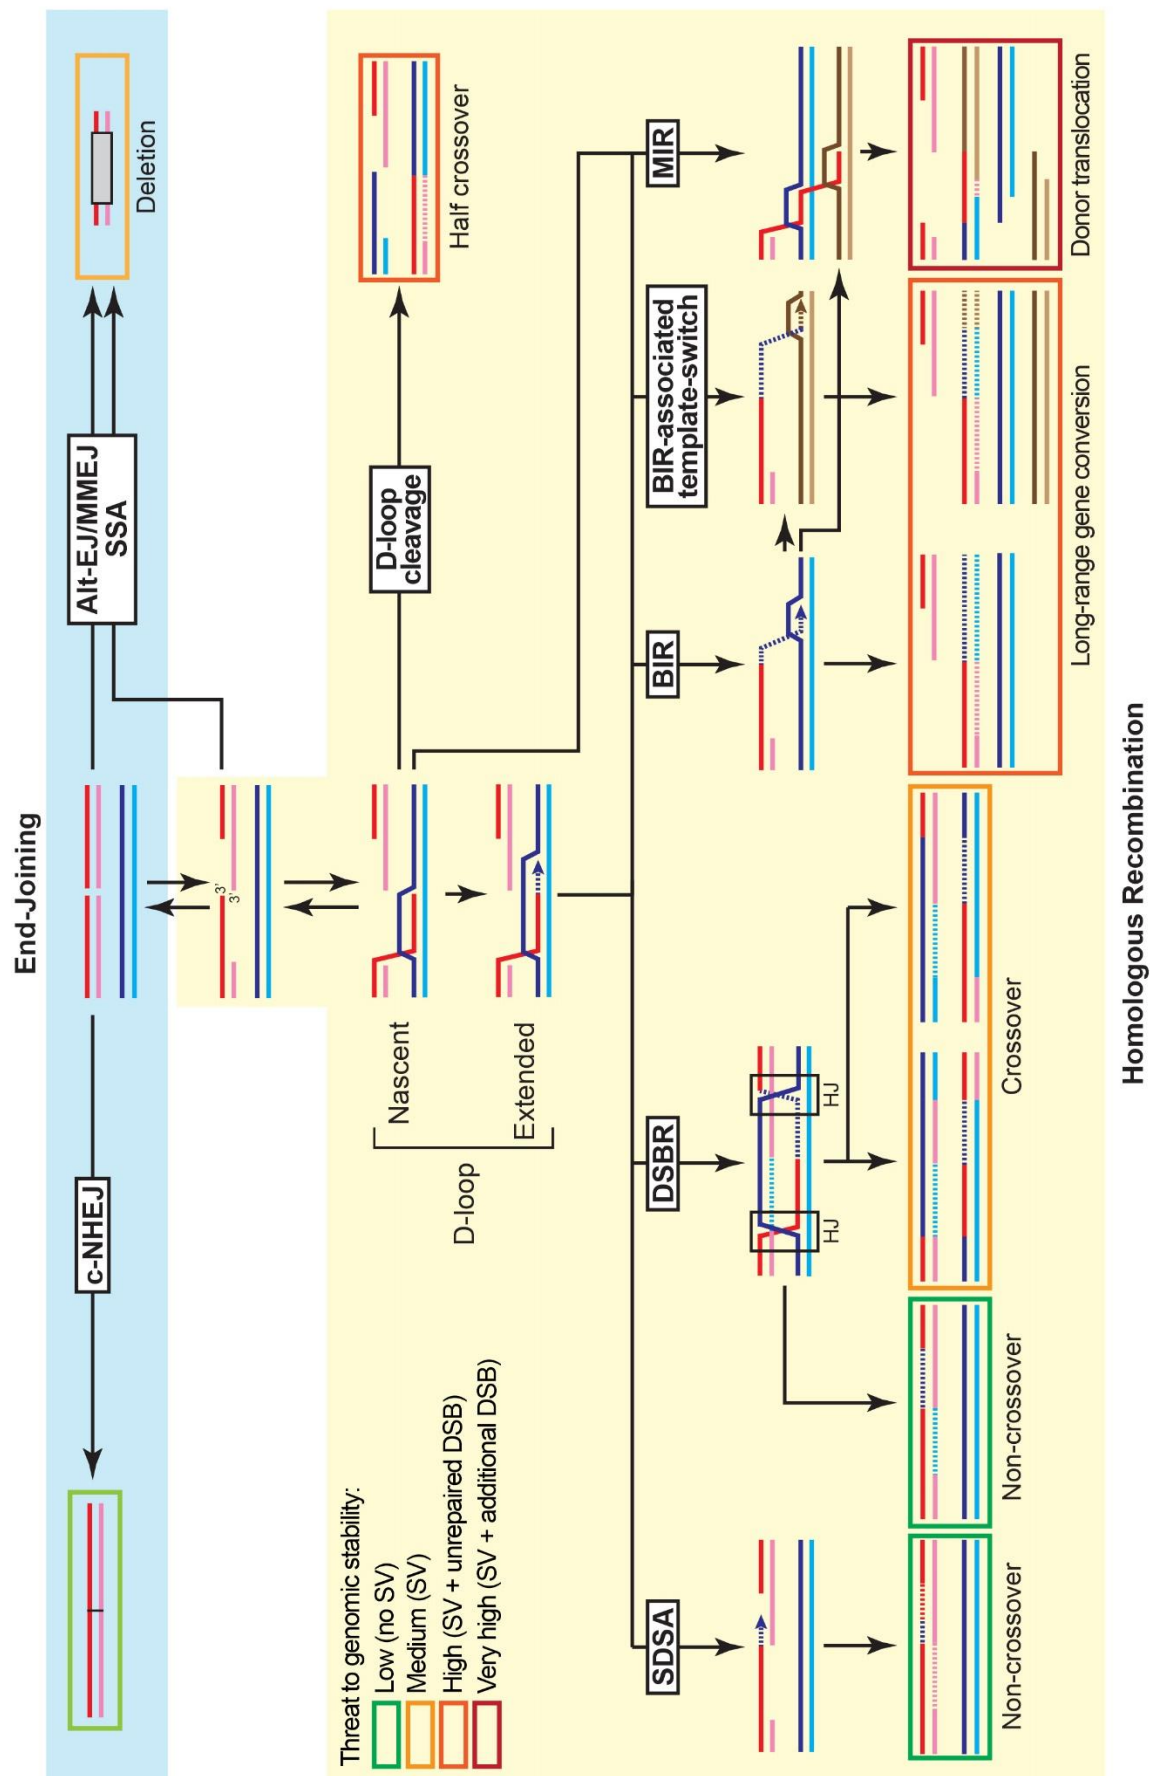 End-Joining
c-NHEJ
Alt-EJ/MMEJ
SSA
Deletion
3'
3'
D-loop
Nascent
Extended
D-loop
cleavage
Half crossover
Threat to genomic stability:
Low (no SV)
Medium (SV)
High (SV + unrepaired DSB)
Very high (SV + additional DSB)
SDSA
DSBR
BIR
BIR-associated
template-switch
MIR
HJ
HJ
Non-crossover
Non-crossover
Crossover
Long-range gene conversion
Donor translocation
Homologous Recombination